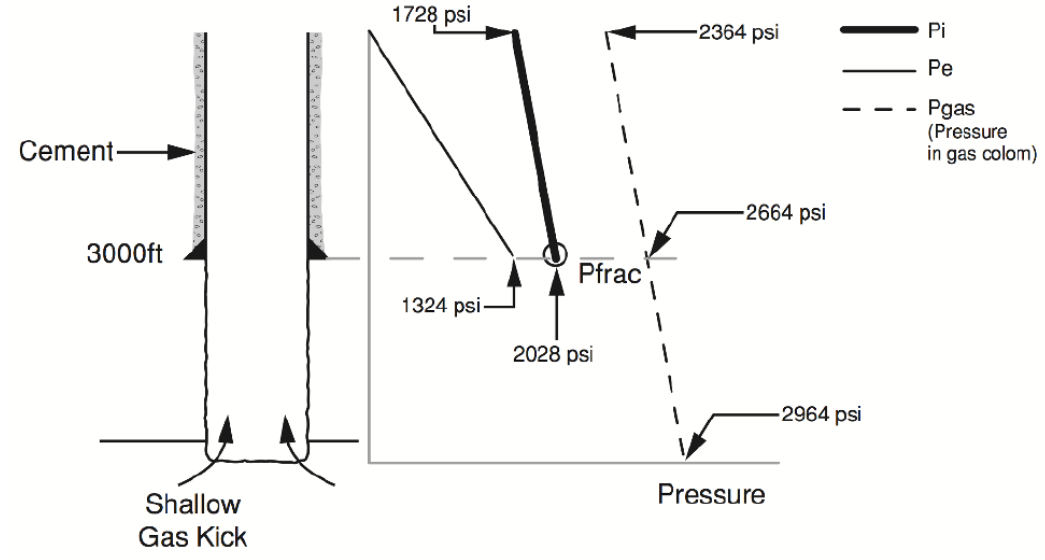 1728 psi
2364 psi
Pi
Pe
Pgas
(Pressure
in gas colom)
Cement
2664 psi
3000ft
Pfrac
1324 psi
2028 psi
2964 psi
Pressure
Shallow
Gas Kick